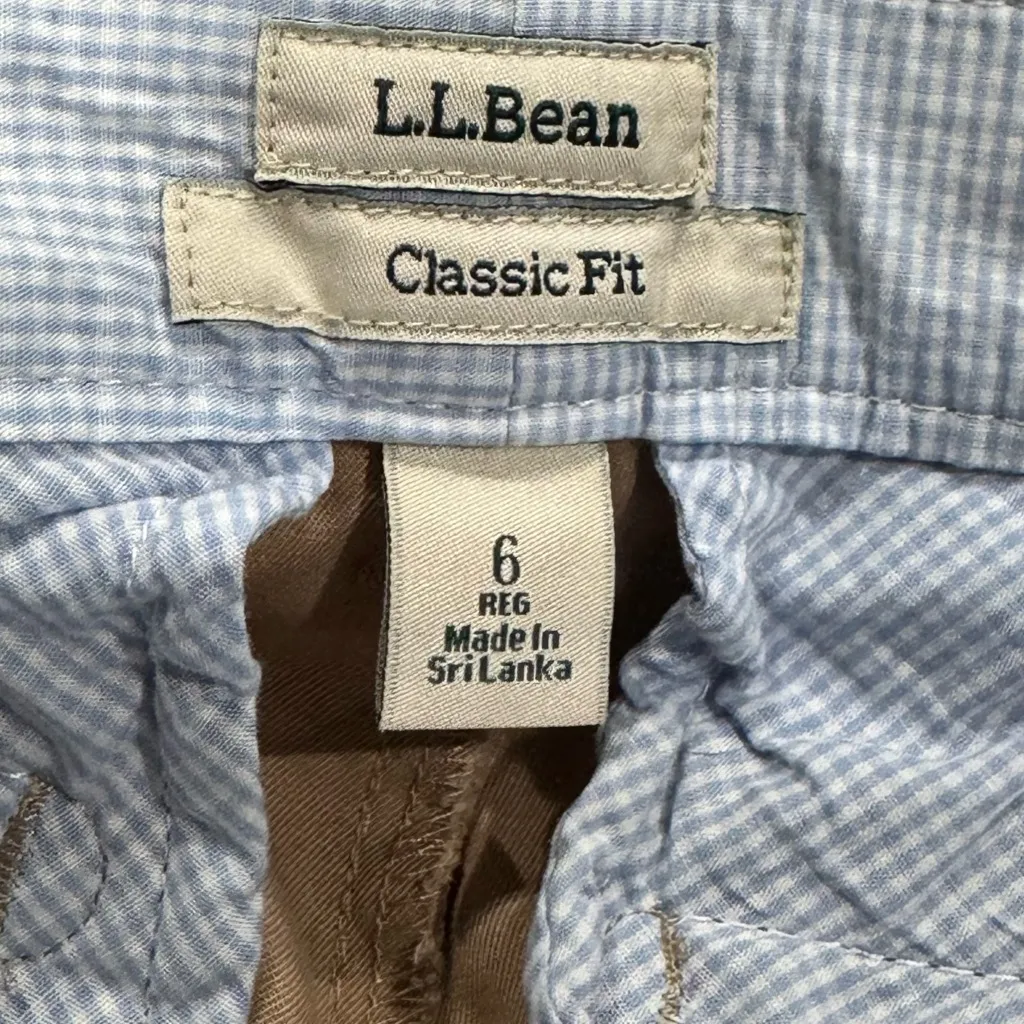 L.L.Bean
Classic Fit
6
REG
Made In
Sri Lanka